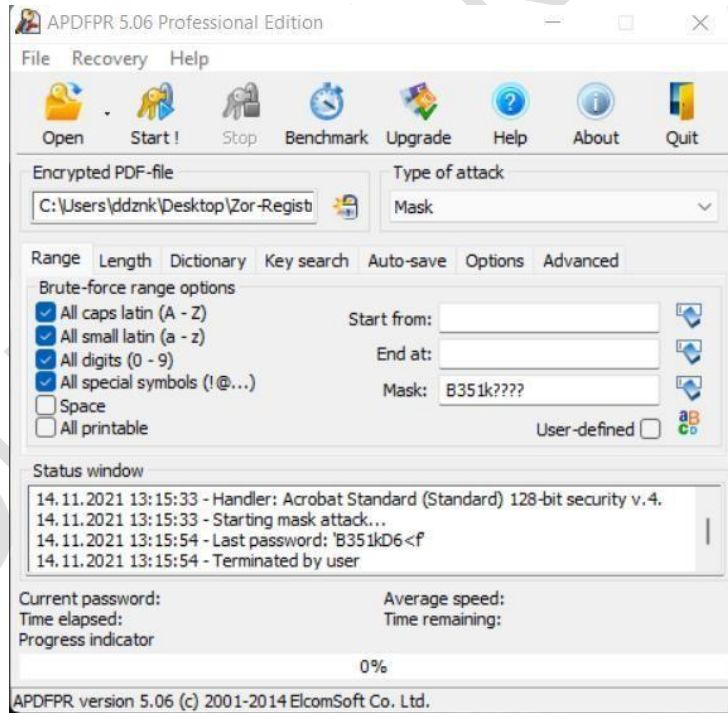 APDFPR 5.06 Professional Edition
File Recovery Help
Open Start ! Stop Benchmark Upgrade Help About Quit
Encrypted PDF-file
C:\Users\ddznk\Desktop\Zor-Registr
Type of attack
Mask
Range Length Dictionary Key search Auto-save Options Advanced
Brute-force range options
All caps latin (A - Z)
All small latin (a - z)
All digits (0 - 9)
All special symbols (!@...)
Space
All printable
Start from:
End at:
Mask: B351k????
User-defined
Status window
14.11.2021 13:15:33 - Handler: Acrobat Standard (Standard) 128-bit security v.4.
14.11.2021 13:15:33 - Starting mask attack...
14.11.2021 13:15:54 - Last password: 'B351kD6<f'
14.11.2021 13:15:54 - Terminated by user
Current password:
Average speed:
Time elapsed:
Time remaining:
Progress indicator
0%
APDFPR version 5.06 (c) 2001-2014 ElcomSoft Co. Ltd.